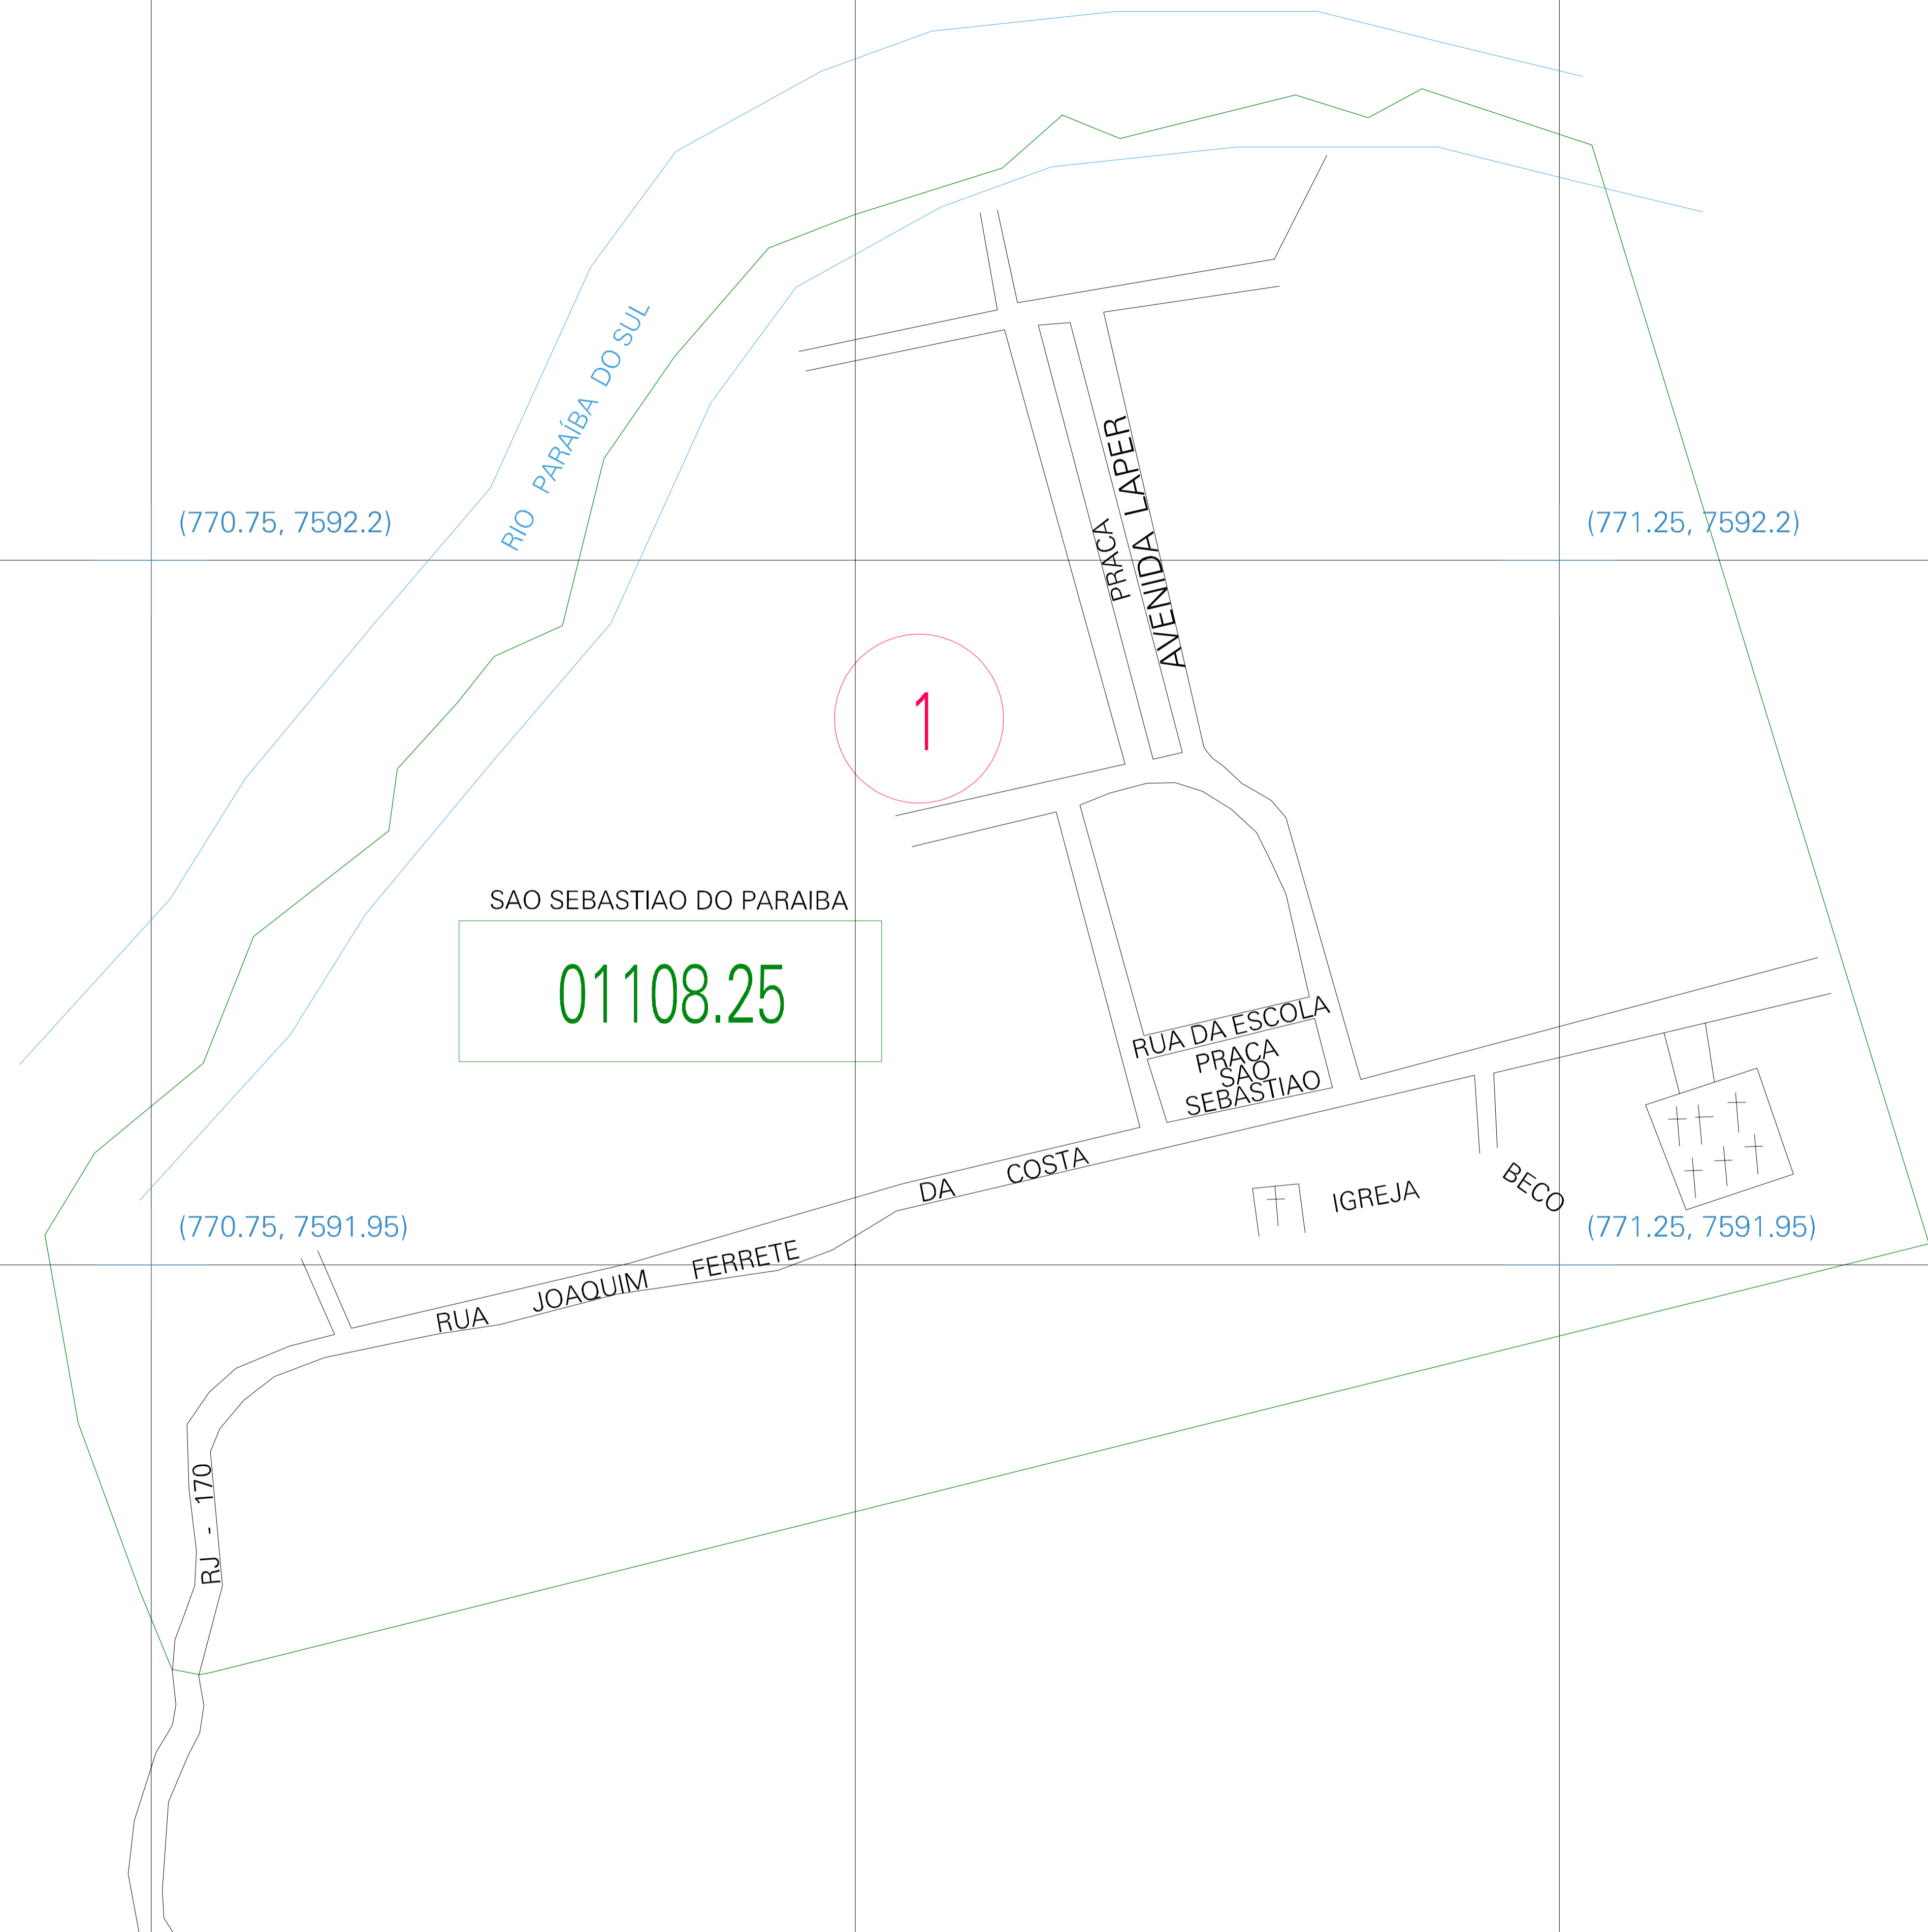 RIO PARAÍBA DO SUL
(770.75, 7592.2)
(771.25, 7592.2)
PRACA
AVENIDA LAPER
1
SAO SEBASTIAO DO PARAIBA
01108.25
RUA DA ESCOLA
PRACA
SAO
SEBASTIAO
RUA JOAQUIM FERRETE DA COSTA
IGREJA
BECO
(770.75, 7591.95)
(771.25, 7591.95)
RJ - 170